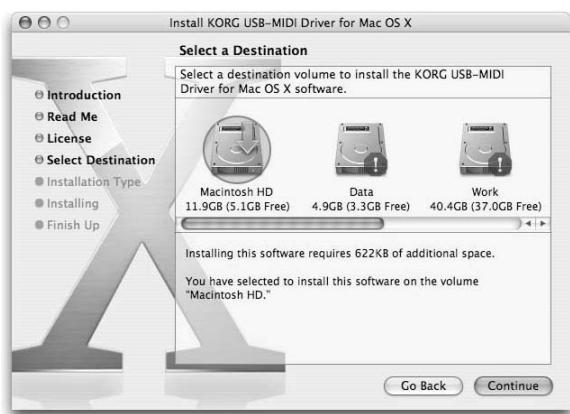 Install KORG USB-MIDI Driver for Mac OS X
Select a Destination
Introduction
Read Me
License
Select Destination
Installation Type
Installing
Finish Up
Select a destination volume to install the KORG USB-MIDI
Driver for Mac OS X software.
Macintosh HD
11.9GB (5.1GB Free)
Data
4.9GB (3.3GB Free)
Work
40.4GB (37.0GB Free)
Installing this software requires 622KB of additional space.
You have selected to install this software on the volume
"Macintosh HD."
Go Back
Continue